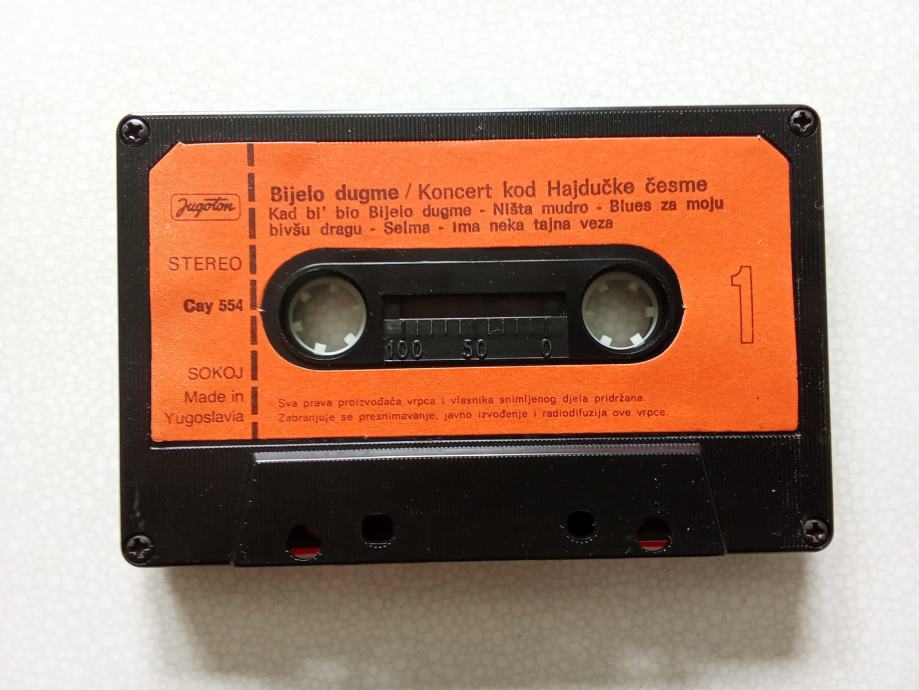 Jugoton
STEREO
Cay 554
SOKOJ
Made in
Yugoslavia
Bijelo dugme / Koncert kod Hajdučke česme
Kad bi' bio Bijelo dugme - Ništa mudro - Blues za moju
bivšu dragu - Selma - Ima neka tajna veza
1
100 50 0
Sva prava proizvođača vrpca i vlasnika snimljenog djela pridržana.
Zabranjuje se presnimavanje, javno izvođenje i radiodifuzija ove vrpce.